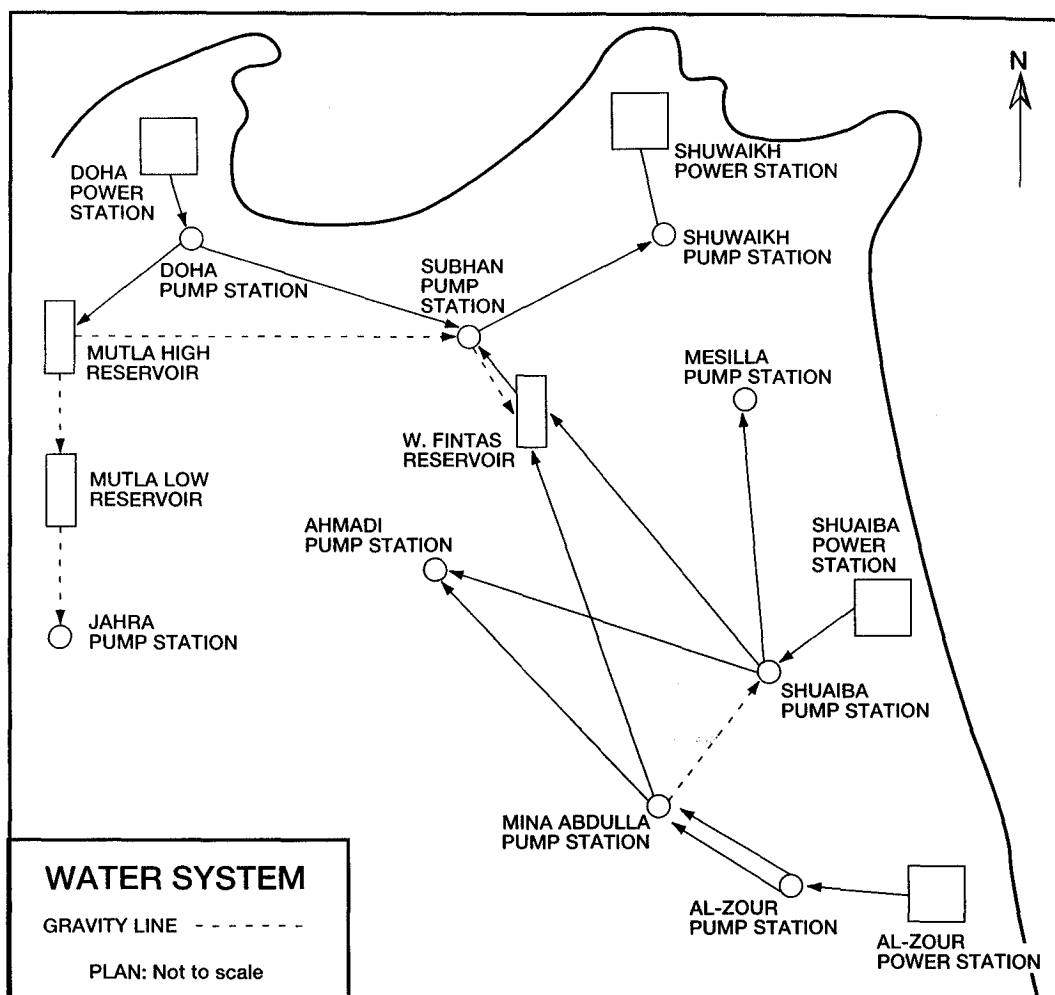 N
DOHA
POWER
STATION
SHUWAIKH
POWER STATION
DOHA
PUMP STATION
SUBHAN
PUMP
STATION
SHUWAIKH
PUMP STATION
MUTLA HIGH
RESERVOIR
MESILLA
PUMP STATION
W. FINTAS
RESERVOIR
MUTLA LOW
RESERVOIR
AHMADI
PUMP STATION
SHUAIBA
POWER
STATION
JAHRA
PUMP STATION
SHUAIBA
PUMP STATION
MINA ABDULLA
PUMP STATION
AL-ZOUR
PUMP STATION
AL-ZOUR
POWER STATION
WATER SYSTEM
GRAVITY LINE
PLAN: Not to scale